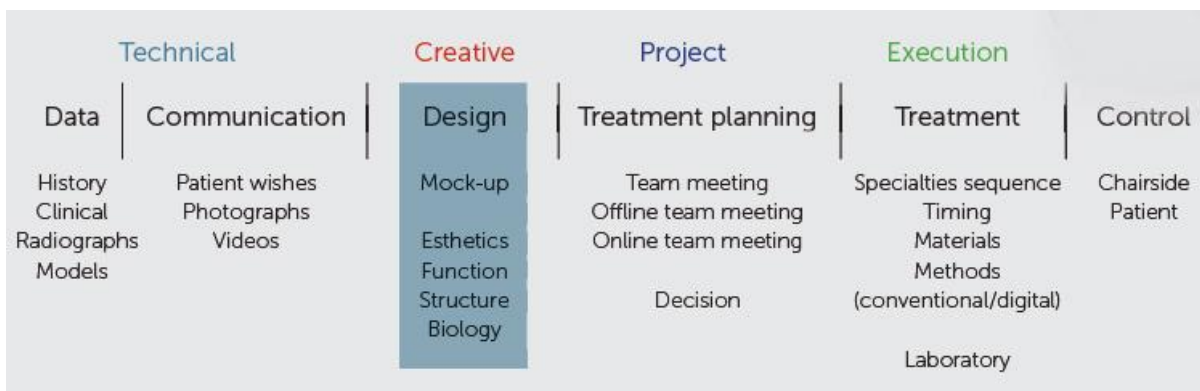 Technical
Creative
Project
Execution
Data
Communication
Design
Treatment planning
Treatment
Control
History
Clinical
Radiographs
Models
Patient wishes
Photographs
Videos
Mock-up
Esthetics
Function
Structure
Biology
Team meeting
Offline team meeting
Online team meeting
Decision
Specialties sequence
Timing
Materials
Methods
(conventional/digital)
Laboratory
Chairside
Patient